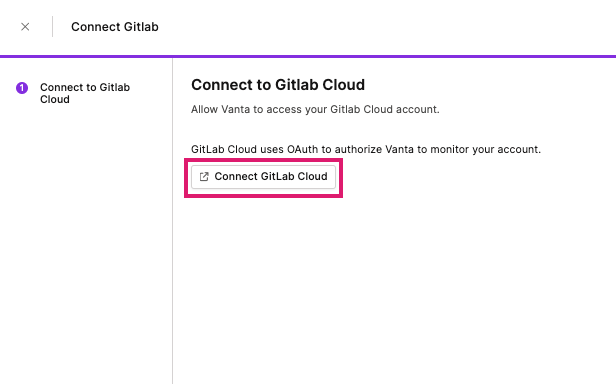 Connect Gitlab
1 Connect to Gitlab
Cloud
Connect to Gitlab Cloud
Allow Vanta to access your Gitlab Cloud account.
GitLab Cloud uses OAuth to authorize Vanta to monitor your account.
Connect GitLab Cloud